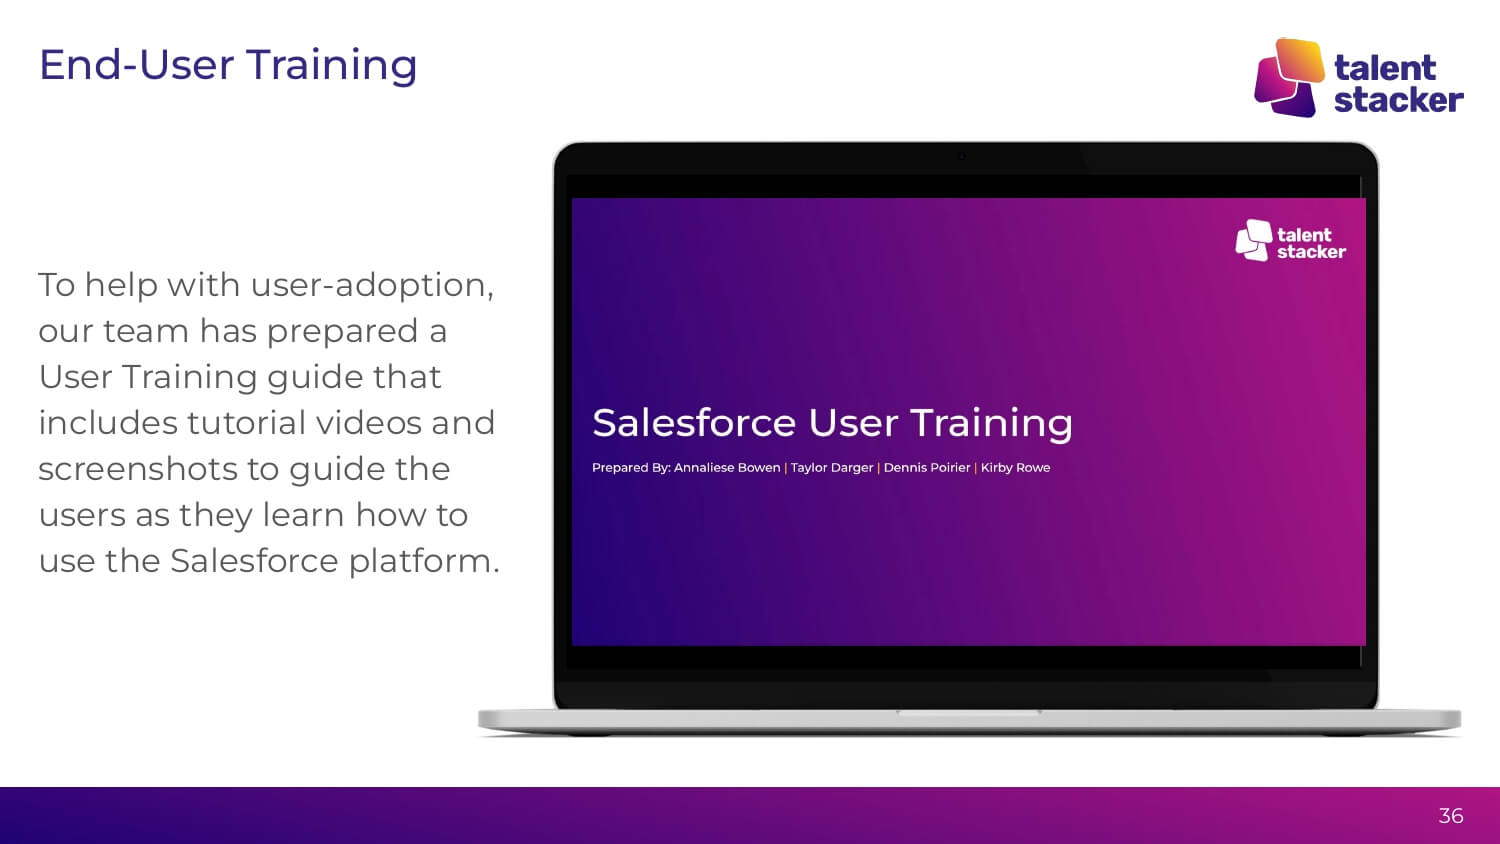 End-User Training
talent
stacker
To help with user-adoption,
our team has prepared a
User Training guide that
includes tutorial videos and
screenshots to guide the
users as they learn how to
use the Salesforce platform.
talent
stacker
Salesforce User Training
Prepared By: Annaliese Bowen | Taylor Darger | Dennis Poirier | Kirby Rowe
36